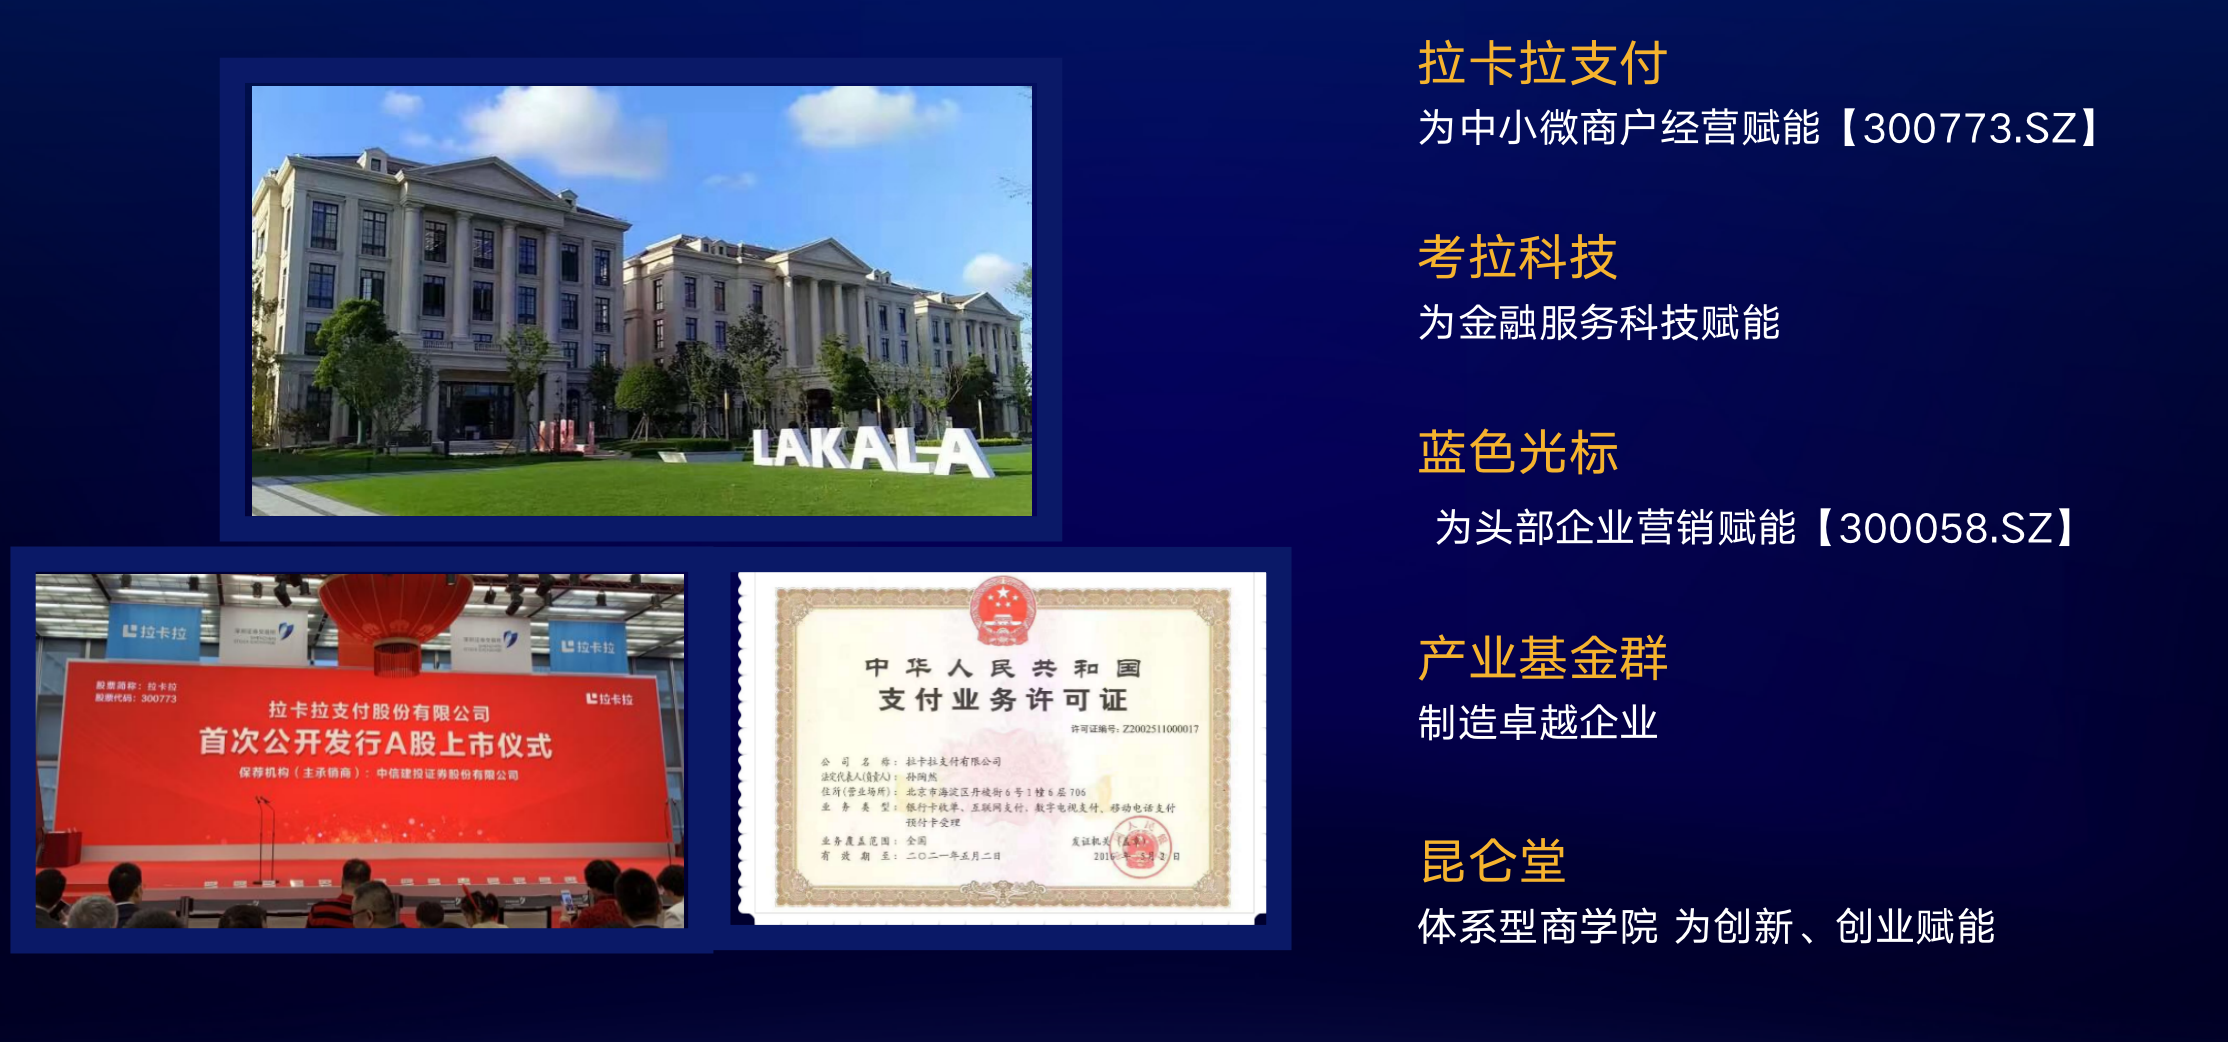 LAKALA
拉卡拉
拉卡拉
股票简称：拉卡拉
股票代码：300773
拉卡拉
拉卡拉支付股份有限公司
首次公开发行A股上市仪式
保荐机构（主承销商）：中信建投证券股份有限公司
中华人民共和国
支付业务许可证
许可证编号：Z2002511000017
公司名称：拉卡拉支付有限公司
法定代表人(负责人)：孙陶然
住所(营业场所)：北京市海淀区丹棱街6号1幢6层706
业务类型：银行卡收单、互联网支付、数字电视支付、移动电话支付
预付卡受理
业务覆盖范围：全国
发证机关（盖章）
有效期至：二〇二一年五月二日
拉卡拉支付
为中小微商户经营赋能【300773.SZ】
考拉科技
为金融服务科技赋能
蓝色光标
为头部企业营销赋能【300058.SZ】
产业基金群
制造卓越企业
昆仑堂
体系型商学院 为创新、创业赋能